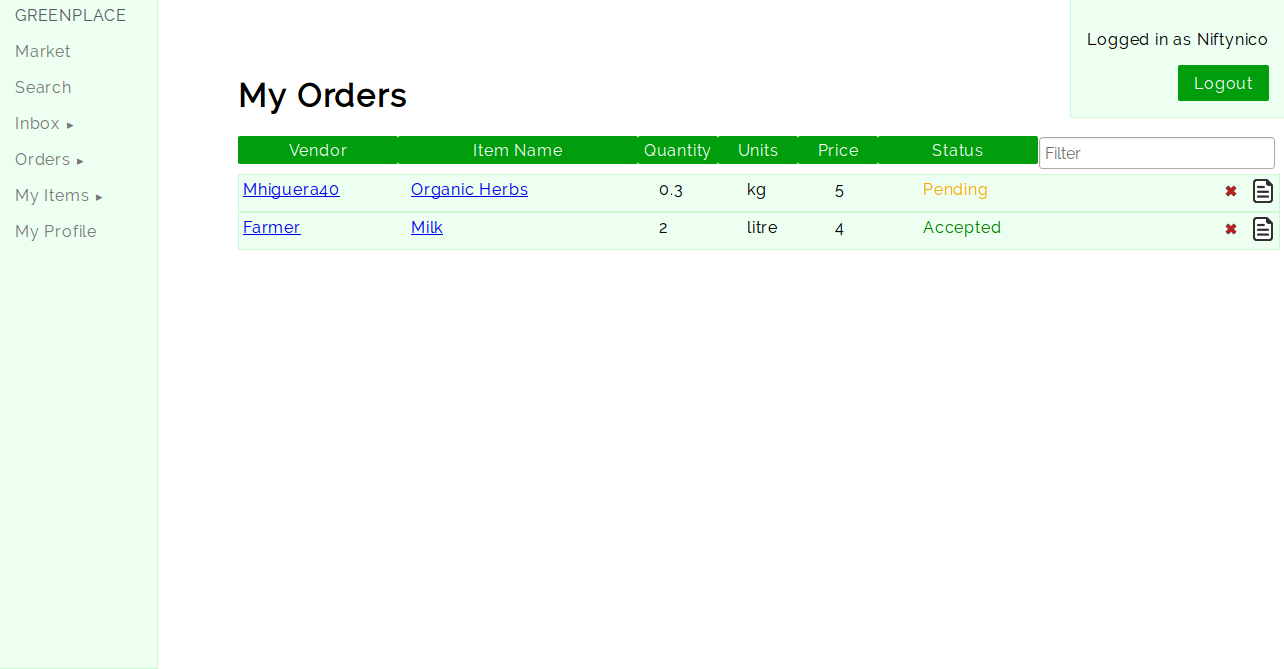 GREENPLACE
Market
Search
Inbox ▸
Orders ▸
My Items ▸
My Profile
Logged in as Niftynico
Logout
My Orders
Vendor Item Name Quantity Units Price Status Filter
Mhiguera40 Organic Herbs 0.3 kg 5 Pending
Farmer Milk 2 litre 4 Accepted